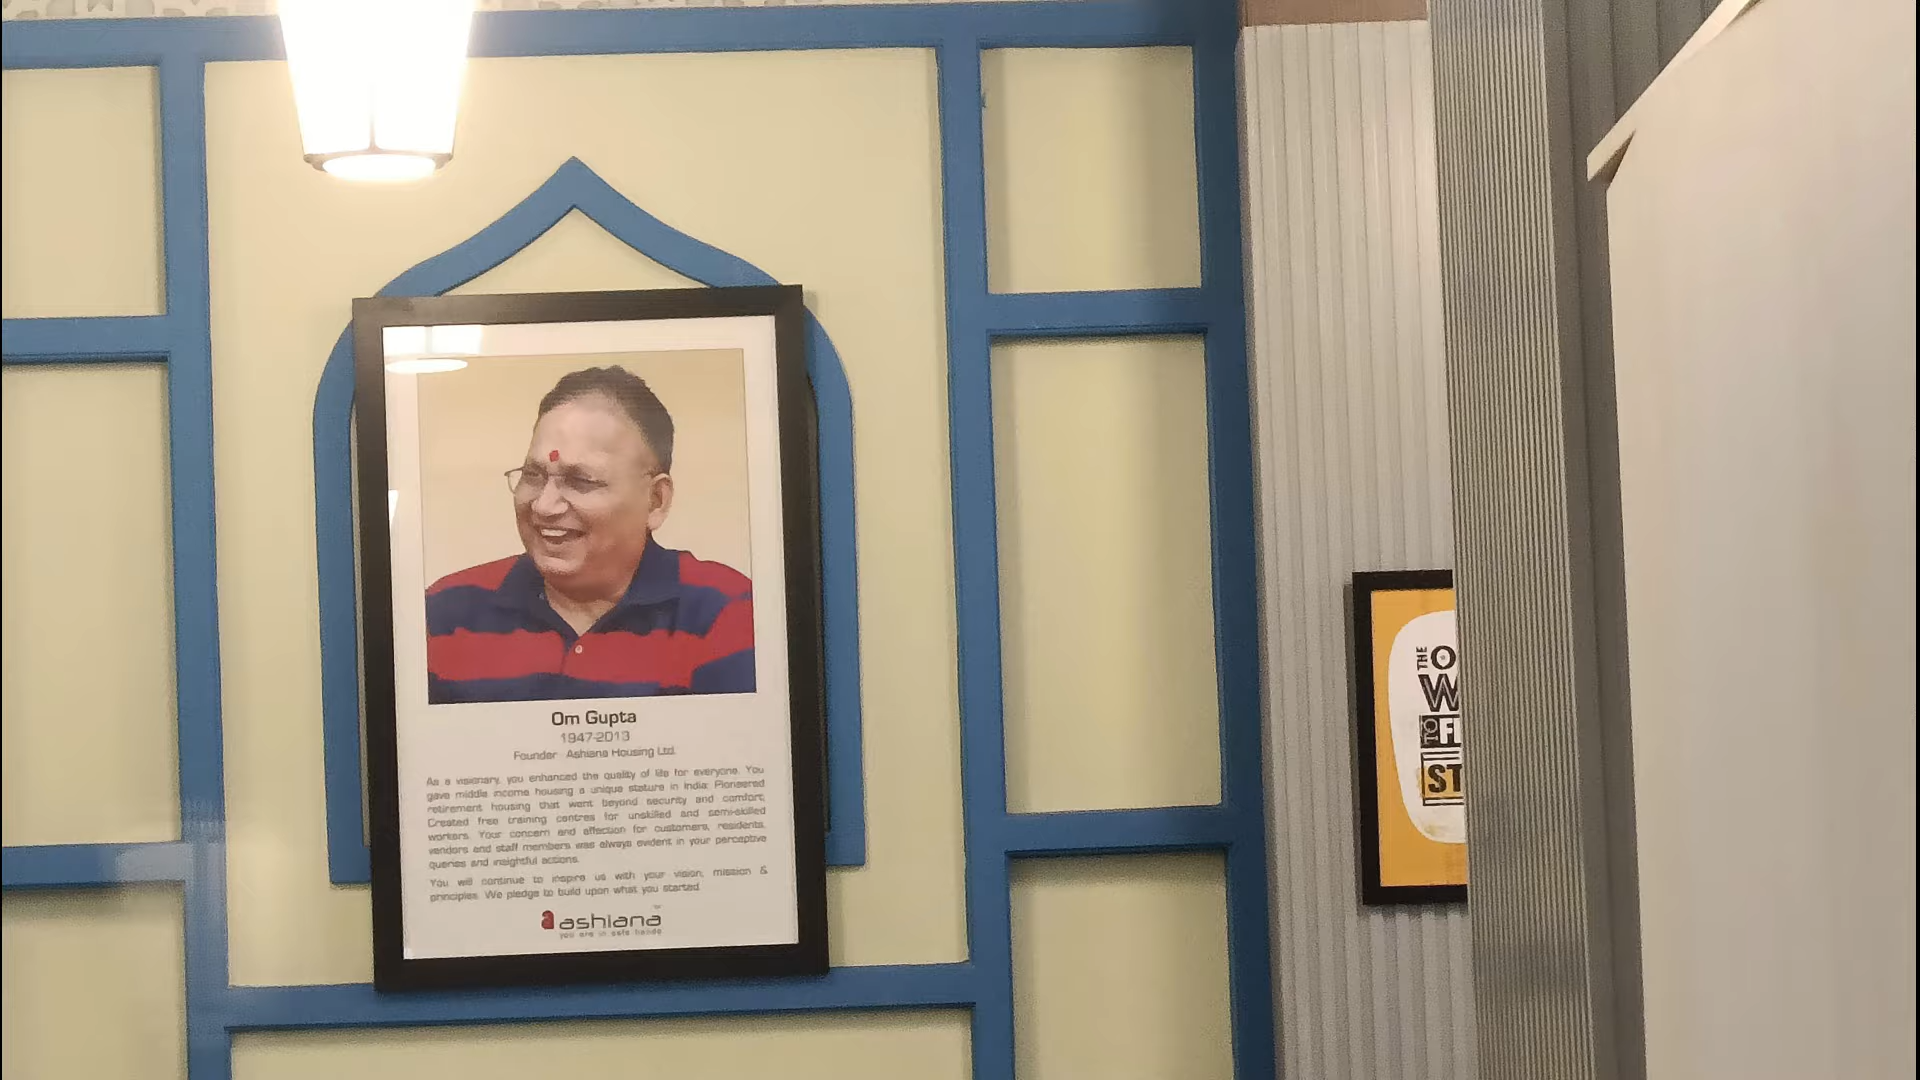 Om Gupta
1947-2013
Founder Ashiana Housing Ltd.
As a visionary, you enhanced the quality of life for everyone. You
gave middle income housing a unique stature in India. Pioneered
retirement housing that went beyond security and comfort.
Created free training centres for unskilled and semi-skilled
workers. Your concern and affection for customers, residents,
vendors and staff members was always evident in your perceptive
queries and insightful actions.
You will continue to inspire us with your vision, mission &
principles. We pledge to build upon what you started.
ashiana
you are in safe hands
THE O
W
TO
ST